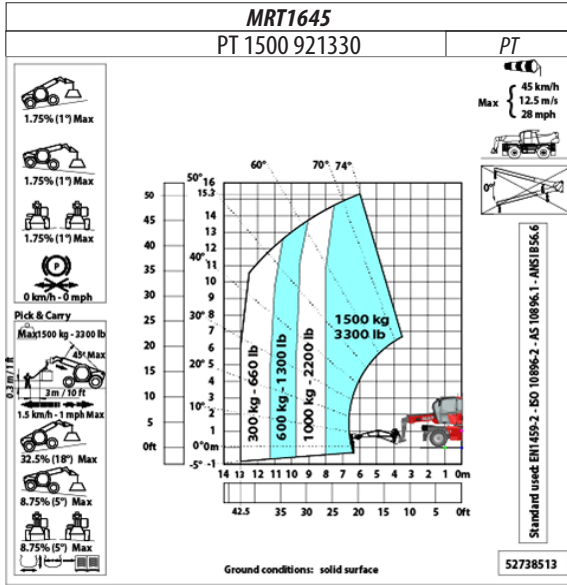 MRT1645
PT 1500 921330
PT
1.75% (1°) Max
1.75% (1°) Max
1.75% (1°) Max
P
0 km/h - 0 mph
Pick & Carry
Max1500 kg - 3300 lb
45° Max
0.3 m / 1 ft
3m / 10 ft
1.5 km/h - 1 mph Max
32.5% (18°) Max
8.75% (5°) Max
8.75% (5°) Max
Max
45 km/h
12.5 m/s
28 mph
0°
Standard used: EN1459-2 - ISO 10896-2 - AS 10896.1 - ANSI B56.6
52738513
60°
70°
74°
50°
40°
30°
20°
10°
0°
-5°
50
45
40
35
30
25
20
15
10
5
0ft
16
15.3
14
13
12
11
10
9
8
7
6
5
4
3
2
1
0m
-1
300 kg - 660 lb
600 kg - 1300 lb
1000 kg - 2200 lb
1500 kg
3300 lb
14 13 12 11 10 9 8 7 6 5 4 3 2 1 0m
42.5 35 30 25 20 15 10 5 0ft
Ground conditions: solid surface